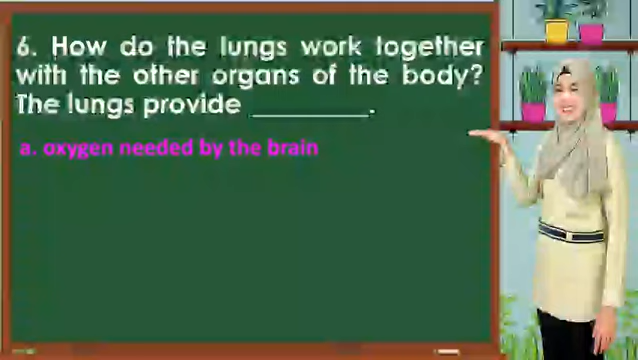 6. How do the lungs work together
with the other organs of the body?
The lungs provide __________.
a. oxygen needed by the brain